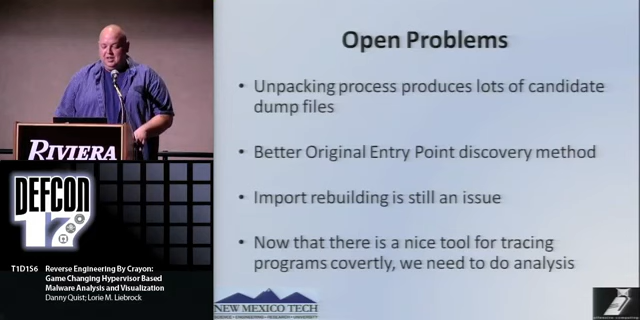 RIVIERA
DEFCON
17
T1D156
Reverse Engineering By Crayon:
Game Changing Hypervisor Based
Malware Analysis and Visualization
Danny Quist; Lorie M. Liebrock
Open Problems
• Unpacking process produces lots of candidate
dump files
• Better Original Entry Point discovery method
• Import rebuilding is still an issue
• Now that there is a nice tool for tracing
programs covertly, we need to do analysis
NEW MEXICO TECH